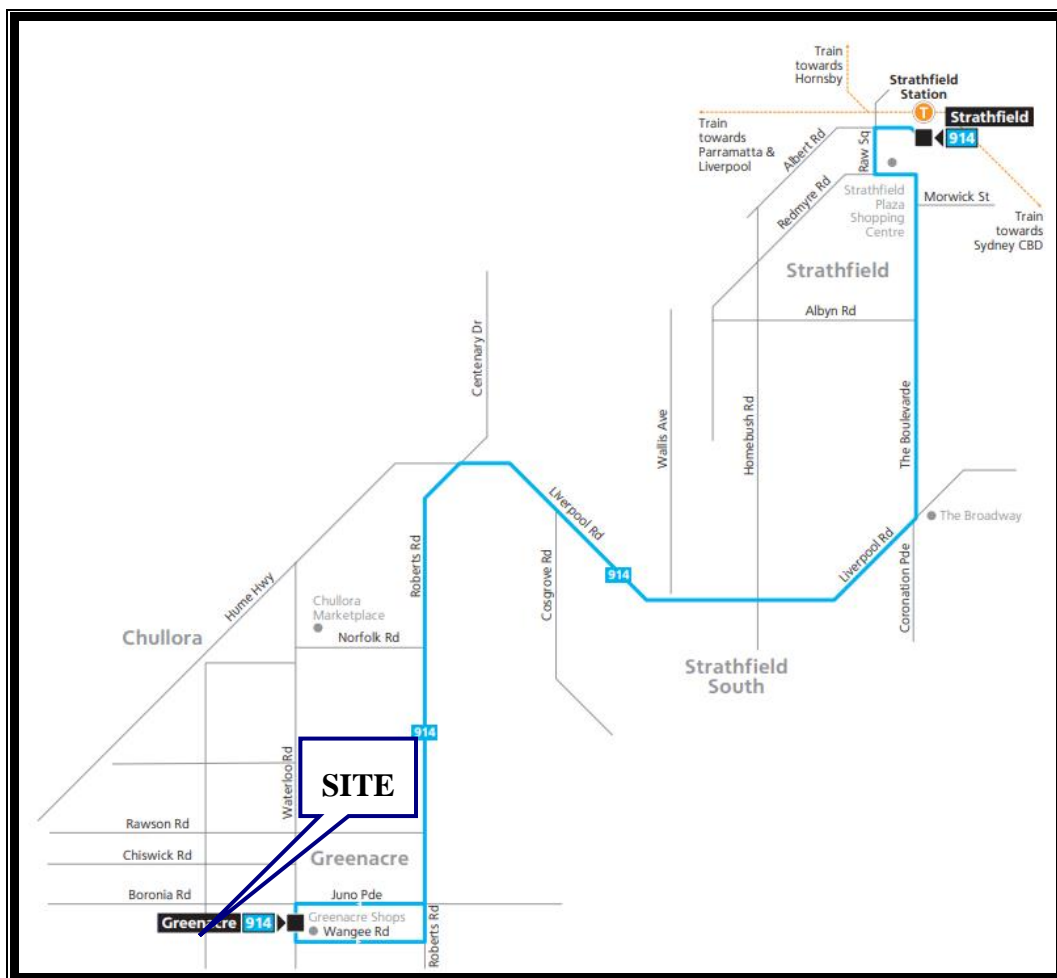 Train
towards
Hornsby
Strathfield
Station
T
Strathfield
914
Train
towards
Parramatta &
Liverpool
Albert Rd
Raw Sq
Redmyre Rd
Strathfield
Plaza
Shopping
Centre
Morwick St
Train
towards
Sydney CBD
Strathfield
Albyn Rd
Centenary Dr
Wallis Ave
Homebush Rd
The Boulevarde
Liverpool Rd
The Broadway
Roberts Rd
Cosgrove Rd
914
Liverpool Rd
Coronation Pde
Hume Hwy
Chullora
Marketplace
Chullora
Norfolk Rd
Strathfield
South
914
Waterloo Rd
SITE
Rawson Rd
Chiswick Rd
Greenacre
Boronia Rd
Juno Pde
Greenacre 914
Greenacre Shops
Wangee Rd
Roberts Rd